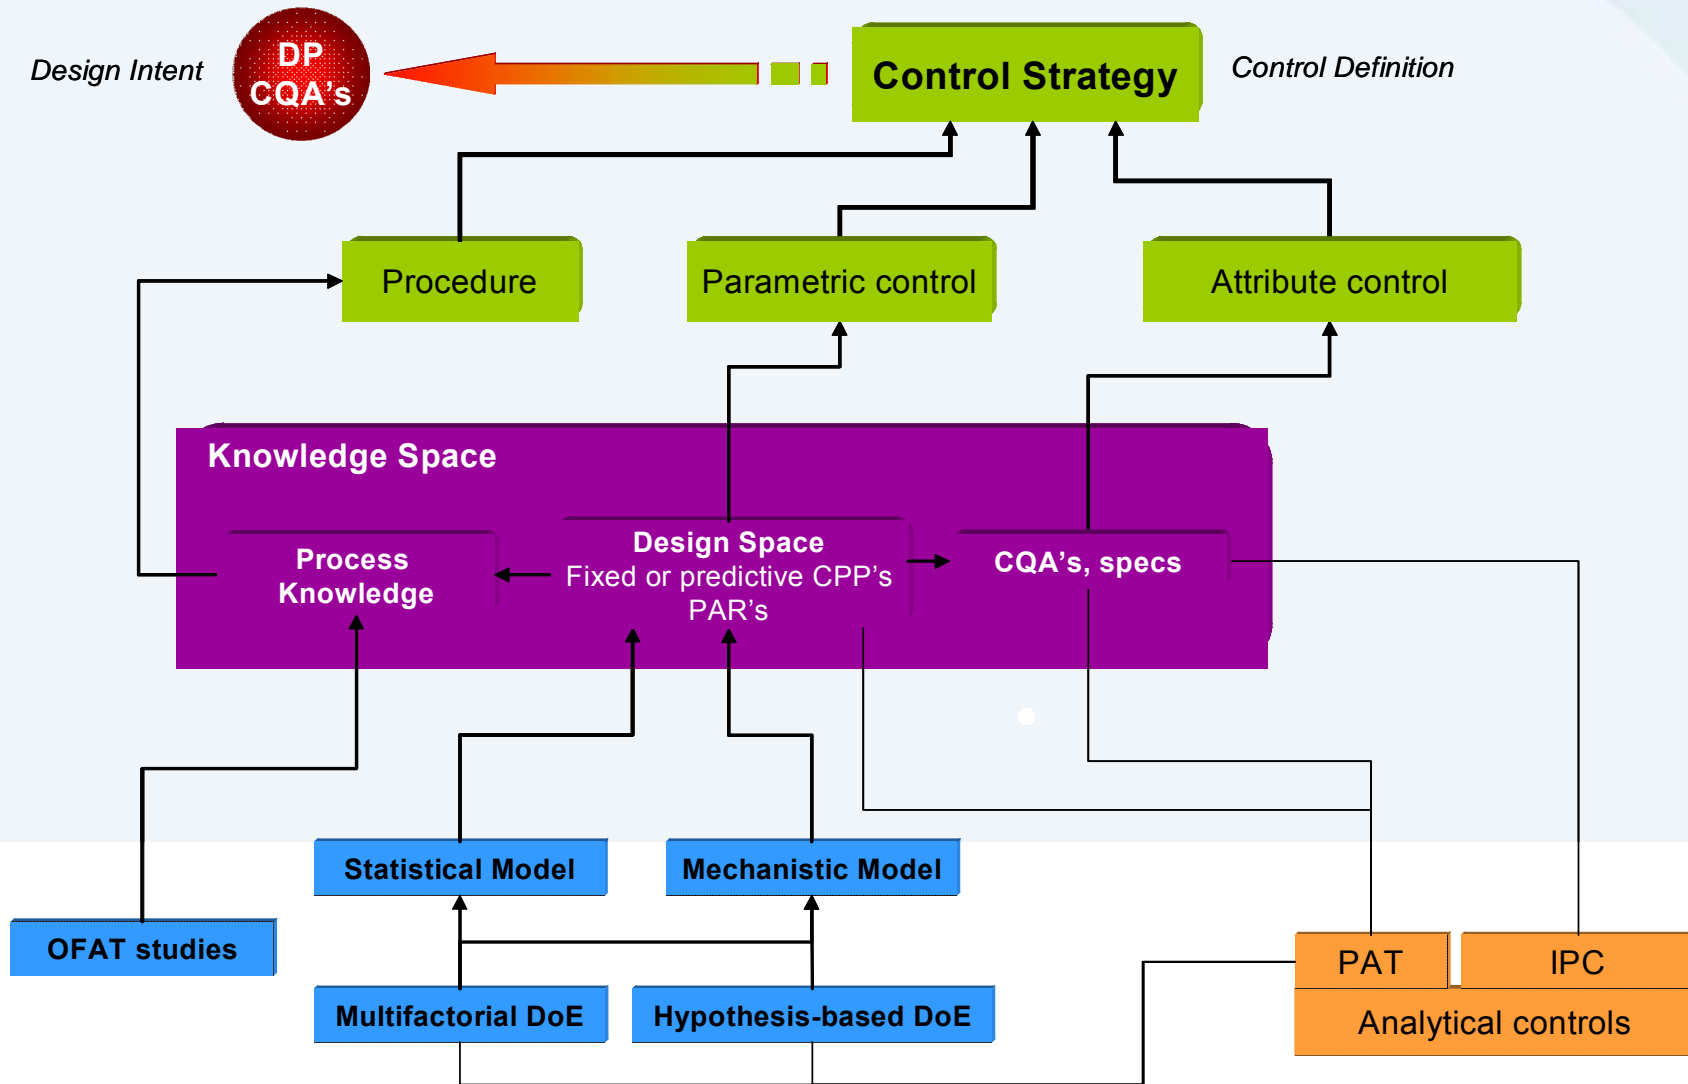 Design Intent
DP
CQA's
Control Strategy
Control Definition
Procedure
Parametric control
Attribute control
Knowledge Space
Process
Knowledge
Design Space
Fixed or predictive CPP's
PAR's
CQA's, specs
Statistical Model
Mechanistic Model
OFAT studies
Multifactorial DoE
Hypothesis-based DoE
PAT
IPC
Analytical controls